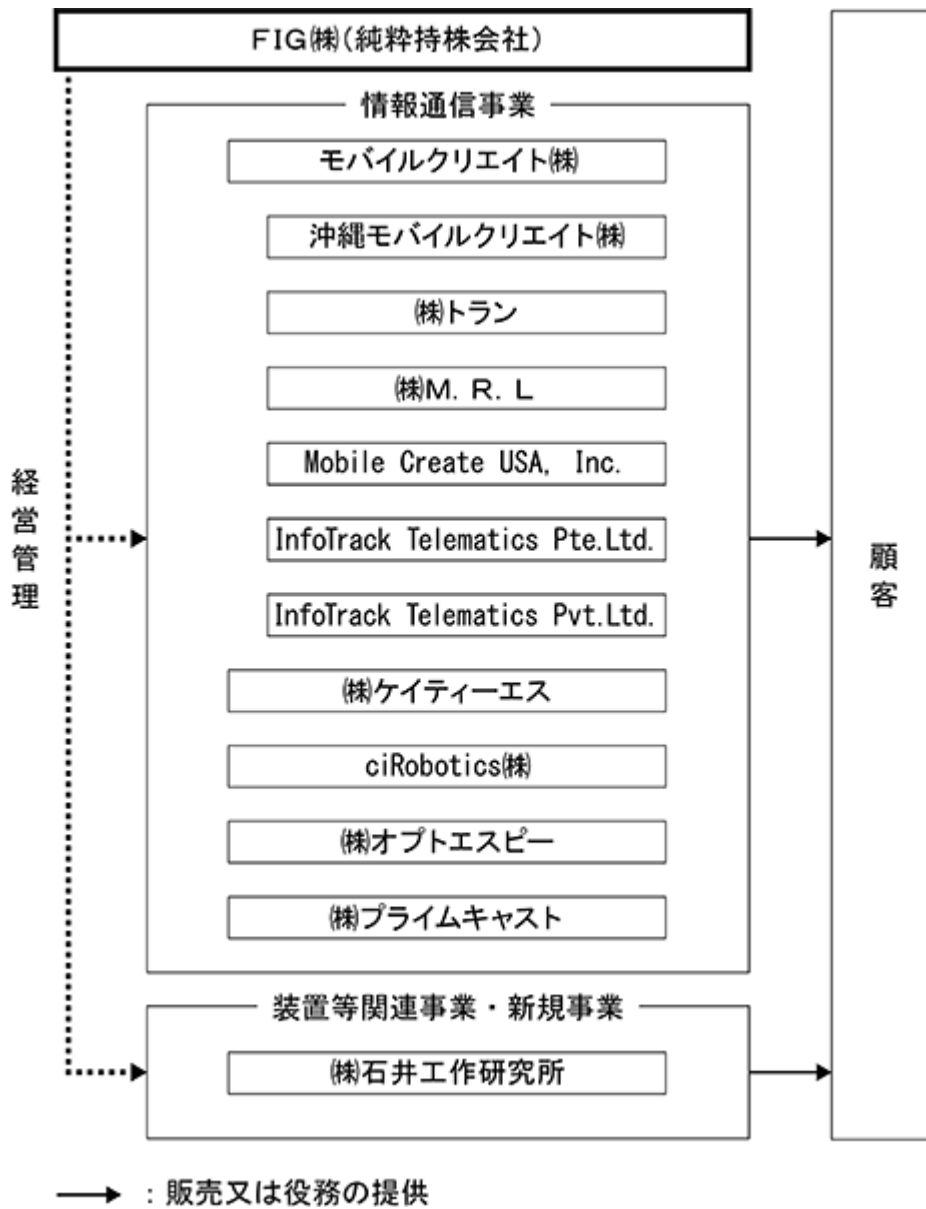 FIG㈱(純粋持株会社)
情報通信事業
モバイルクリエイト㈱
沖縄モバイルクリエイト㈱
㈱トラン
㈱M.R.L
Mobile Create USA, Inc.
InfoTrack Telematics Pte.Ltd.
InfoTrack Telematics Pvt.Ltd.
㈱ケイティーエス
ciRobotics㈱
㈱オプトエスピー
㈱プライムキャスト
装置等関連事業・新規事業
㈱石井工作研究所
経営管理
顧客
:販売又は役務の提供